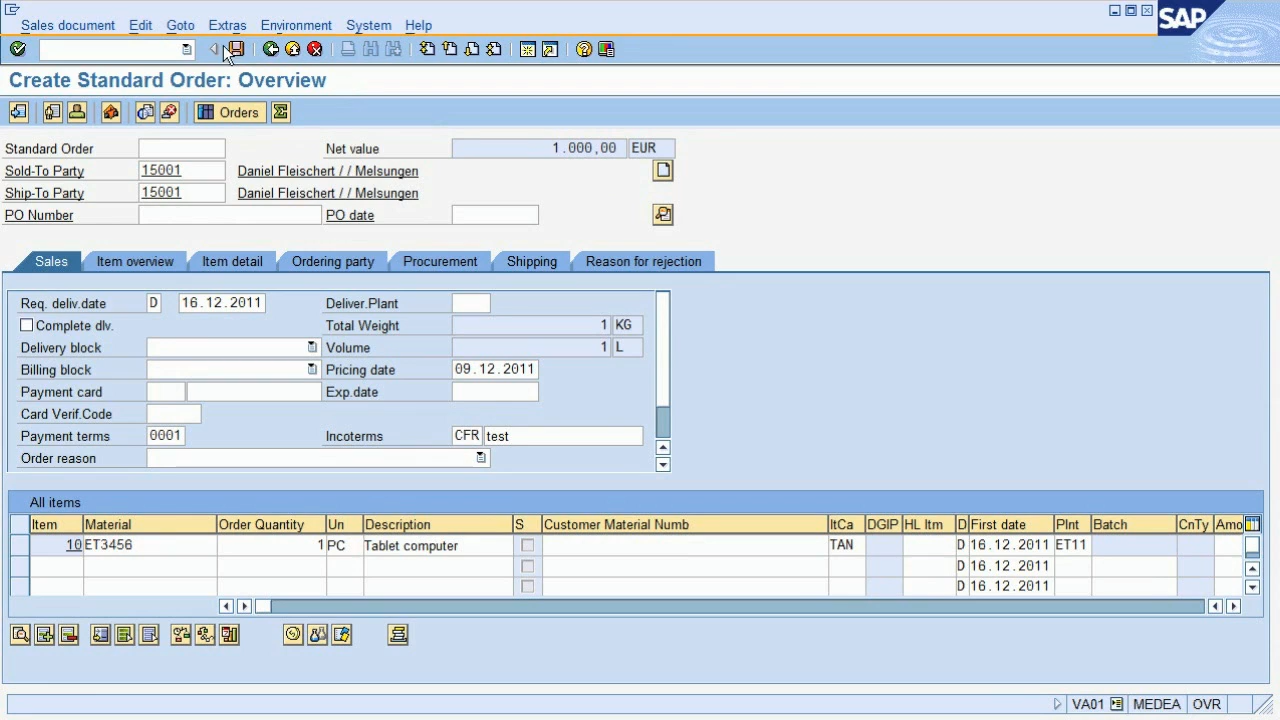 Sales document Edit Goto Extras Environment System Help
SAP
Create Standard Order: Overview
Orders
Standard Order Net value 1.000,00 EUR
Sold-To Party 15001 Daniel Fleischert / / Melsungen
Ship-To Party 15001 Daniel Fleischert / / Melsungen
PO Number PO date
Sales Item overview Item detail Ordering party Procurement Shipping Reason for rejection
Req. deliv.date D 16.12.2011 Deliver.Plant
Complete dlv. Total Weight 1 KG
Delivery block Volume 1 L
Billing block Pricing date 09.12.2011
Payment card Exp.date
Card Verif.Code
Payment terms 0001 Incoterms CFR test
Order reason
All items
Item Material Order Quantity Un Description S Customer Material Numb ItCa DGIP HL Itm D First date Plnt Batch CnTy Amo
10 ET3456 1 PC Tablet computer TAN D 16.12.2011 ET11
D 16.12.2011
D 16.12.2011
VA01 MEDEA OVR